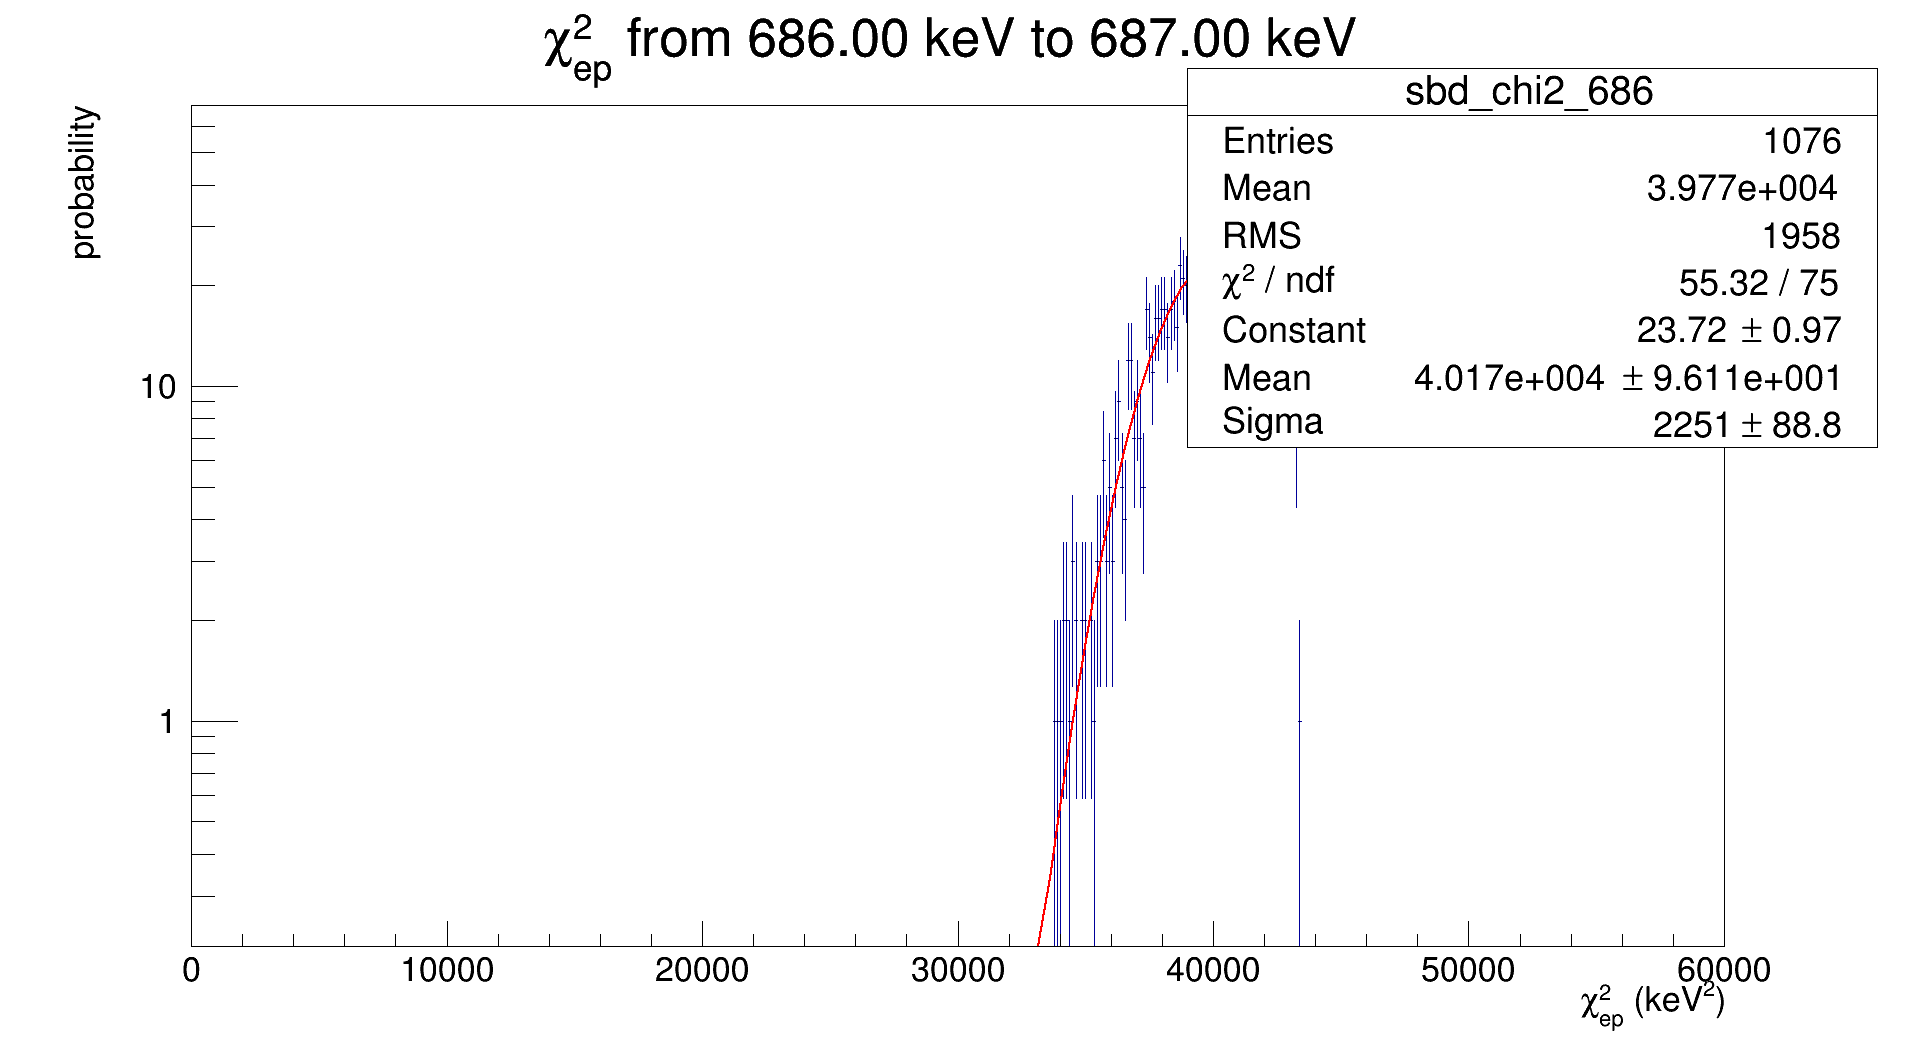 χ²ep from 686.00 keV to 687.00 keV
probability
sbd_chi2_686
Entries 1076
Mean 3.977e+004
RMS 1958
χ² / ndf 55.32 / 75
Constant 23.72 ± 0.97
Mean 4.017e+004 ± 9.611e+001
Sigma 2251 ± 88.8
10
1
0 10000 20000 30000 40000 50000 60000
χ²ep (keV²)